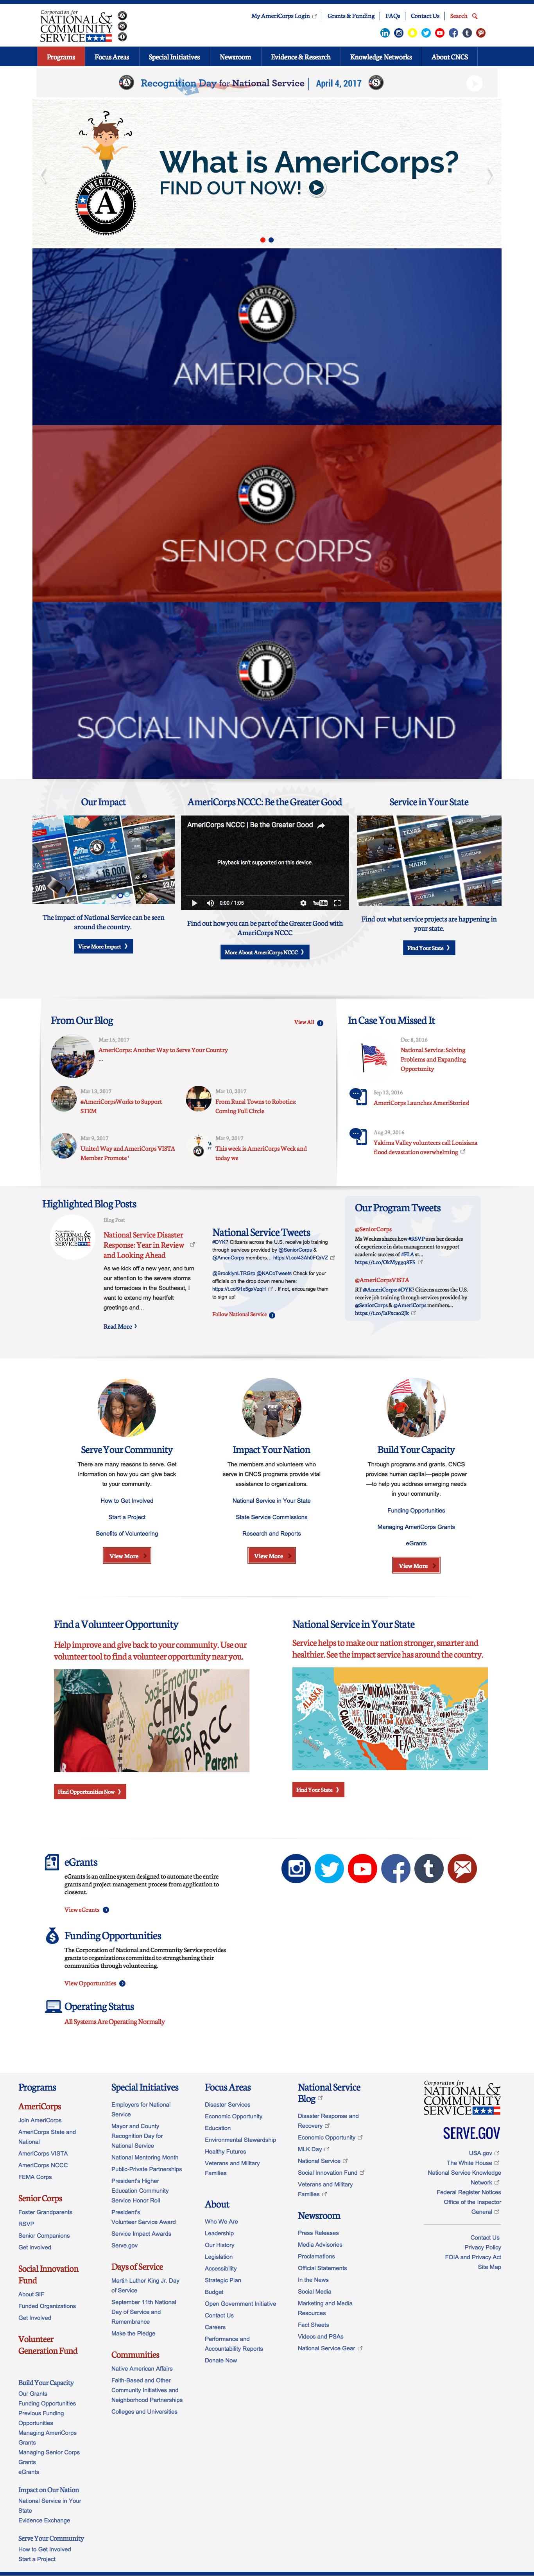 Corporation for
NATIONAL &
COMMUNITY
SERVICE
My AmeriCorps Login
Grants & Funding
FAQs
Contact Us
Search
Programs
Focus Areas
Special Initiatives
Newsroom
Evidence & Research
Knowledge Networks
About CNCS
Recognition Day for National Service | April 4, 2017
What is AmeriCorps?
FIND OUT NOW!
AMERICORPS
AMERICORPS
SENIOR CORPS
SENIOR CORPS
SOCIAL INNOVATION FUND
SOCIAL INNOVATION FUND
Our Impact
The impact of National Service can be seen
around the country.
View More Impact
AmeriCorps NCCC: Be the Greater Good
AmeriCorps NCCC | Be the Greater Good
Playback isn't supported on this device.
0:00 / 1:05
YouTube
Find out how you can be part of the Greater Good with
AmeriCorps NCCC
More About AmeriCorps NCCC
Service in Your State
TEXAS
MAINE
FLORIDA
Find out what service projects are happening in
your state.
Find Your State
From Our Blog
View All
Mar 16, 2017
AmeriCorps: Another Way to Serve Your Country
...
Mar 13, 2017
#AmeriCorpsWorks to Support
STEM
Mar 10, 2017
From Rural Towns to Robotics:
Coming Full Circle
Mar 9, 2017
United Way and AmeriCorps VISTA
Member Promote '
Mar 9, 2017
This week is AmeriCorps Week and
today we
In Case You Missed It
Dec 8, 2016
National Service: Solving
Problems and Expanding
Opportunity
Sep 12, 2016
AmeriCorps Launches AmeriStories!
Aug 29, 2016
Yakima Valley volunteers call Louisiana
flood devastation overwhelming
Highlighted Blog Posts
Blog Post
National Service Disaster
Response: Year in Review
and Looking Ahead
As we kick off a new year, and turn
our attention to the severe storms
and tornadoes in the Southeast, I
want to extend my heartfelt
greetings and...
Read More
National Service Tweets
#DYK? Citizens across the U.S. receive job training
through services provided by @SeniorCorps &
@AmeriCorps members...
@BrooklynLTRGrp @NACoTweets Check for your
officials on the drop down menu here:
. If not, encourage them
to sign up!
Follow National Service
Our Program Tweets
@SeniorCorps
Ms Weekes shares how #RSVP uses her decades
of experience in data management to support
academic success of #FLA st...
@AmeriCorpsVISTA
RT @AmeriCorps: #DYK? Citizens across the U.S.
receive job training through services provided by
@SeniorCorps & @AmeriCorps members...
Serve Your Community
There are many reasons to serve. Get
information on how you can give back
to your community.
How to Get Involved
Start a Project
Benefits of Volunteering
View More
Impact Your Nation
The members and volunteers who
serve in CNCS programs provide vital
assistance to organizations.
National Service in Your State
State Service Commissions
Research and Reports
View More
Build Your Capacity
Through programs and grants, CNCS
provides human capital—people power
—to help you address emerging needs
in your community.
Funding Opportunities
Managing AmeriCorps Grants
eGrants
View More
Find a Volunteer Opportunity
Help improve and give back to your community. Use our
volunteer tool to find a volunteer opportunity near you.
Social-Emotional
Wealth
CHMS
Success
PARCC
Parent
Find Opportunities Now
National Service in Your State
Service helps to make our nation stronger, smarter and
healthier. See the impact service has around the country.
ALASKA
MONTANA
CALIFORNIA
TEXAS
Find Your State
eGrants
eGrants is an online system designed to automate the entire
grants and project management process from application to
closeout.
View eGrants
Funding Opportunities
The Corporation of National and Community Service provides
grants to organizations committed to strengthening their
communities through volunteering.
View Opportunities
Operating Status
All Systems Are Operating Normally
Programs
AmeriCorps
Join AmeriCorps
AmeriCorps State and
National
AmeriCorps VISTA
AmeriCorps NCCC
FEMA Corps
Senior Corps
Foster Grandparents
RSVP
Senior Companions
Get Involved
Social Innovation
Fund
About SIF
Funded Organizations
Get Involved
Volunteer
Generation Fund
Build Your Capacity
Our Grants
Funding Opportunities
Previous Funding
Opportunities
Managing AmeriCorps
Grants
Managing Senior Corps
Grants
eGrants
Impact on Our Nation
National Service in Your
State
Evidence Exchange
Serve Your Community
How to Get Involved
Start a Project
Special Initiatives
Employers for National
Service
Mayor and County
Recognition Day for
National Service
National Mentoring Month
Public-Private Partnerships
President's Higher
Education Community
Service Honor Roll
President's
Volunteer Service Award
Service Impact Awards
Serve.gov
Days of Service
Martin Luther King Jr. Day
of Service
September 11th National
Day of Service and
Remembrance
Make the Pledge
Communities
Native American Affairs
Faith-Based and Other
Community Initiatives and
Neighborhood Partnerships
Colleges and Universities
Focus Areas
Disaster Services
Economic Opportunity
Education
Environmental Stewardship
Healthy Futures
Veterans and Military
Families
About
Who We Are
Leadership
Our History
Legislation
Accessibility
Strategic Plan
Budget
Open Government Initiative
Contact Us
Careers
Performance and
Accountability Reports
Donate Now
National Service
Blog
Disaster Response and
Recovery
Economic Opportunity
MLK Day
National Service
Social Innovation Fund
Veterans and Military
Families
Newsroom
Press Releases
Media Advisories
Proclamations
Official Statements
In the News
Social Media
Marketing and Media
Resources
Fact Sheets
Videos and PSAs
National Service Gear
Corporation for
NATIONAL &
COMMUNITY
SERVICE
SERVE.GOV
USA.gov
The White House
National Service Knowledge
Network
Federal Register Notices
Office of the Inspector
General
Contact Us
Privacy Policy
FOIA and Privacy Act
Site Map